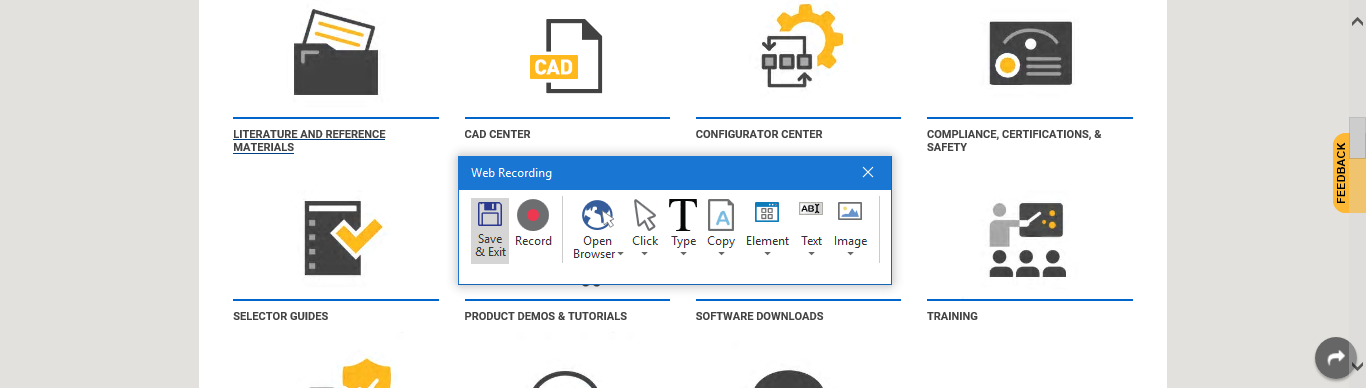 CAD
LITERATURE AND REFERENCE
MATERIALS
CAD CENTER
CONFIGURATOR CENTER
COMPLIANCE, CERTIFICATIONS, &
SAFETY
FEEDBACK
Web Recording
ABI
T
A
Save
& Exit
Record
Open
Browser
Click
Type
Copy
Element
Text
Image
SELECTOR GUIDES
PRODUCT DEMOS & TUTORIALS
SOFTWARE DOWNLOADS
TRAINING